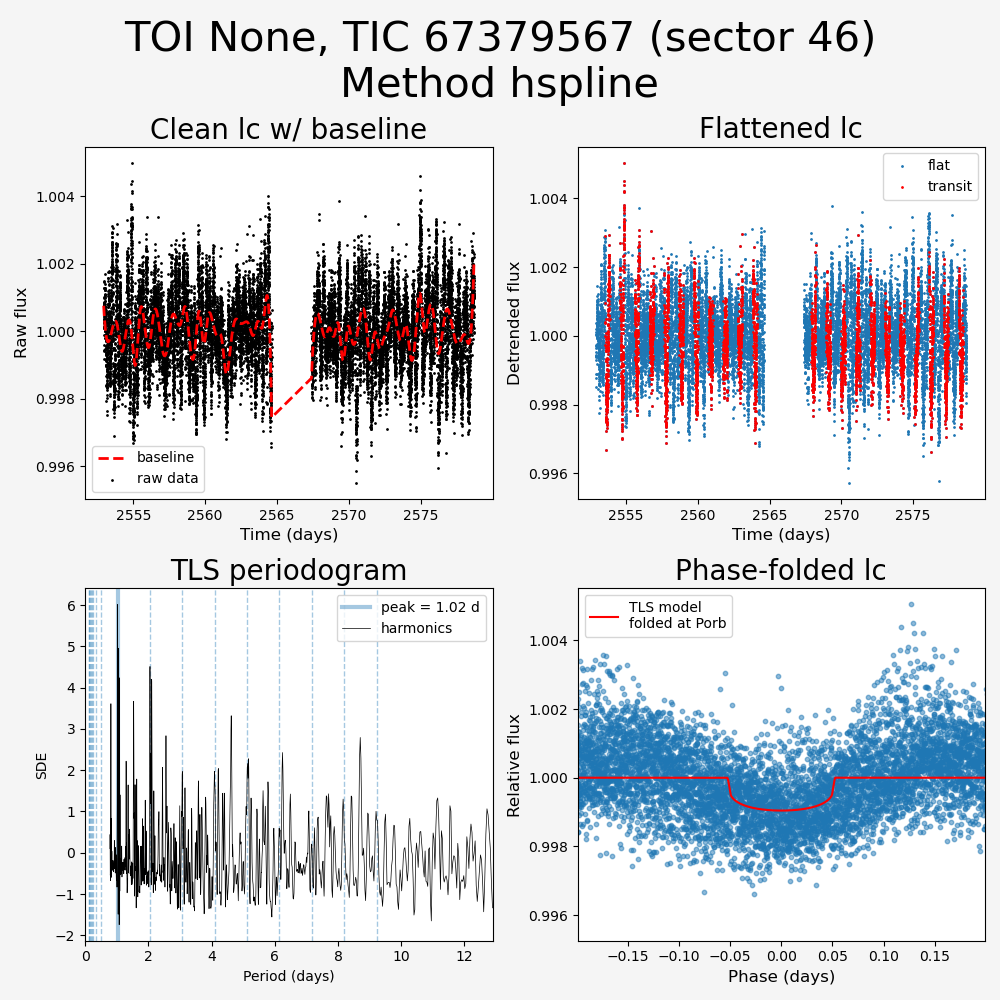 TOI None, TIC 67379567 (sector 46)
Method hspline
Clean lc w/ baseline
Raw flux
1.004
1.002
1.000
0.998
0.996
baseline
raw data
2555
2560
2565
2570
2575
Time (days)
Flattened lc
Detrended flux
1.004
1.002
1.000
0.998
0.996
flat
transit
2555
2560
2565
2570
2575
Time (days)
TLS periodogram
SDE
6
5
4
3
2
1
0
−1
−2
peak = 1.02 d
harmonics
0
2
4
6
8
10
12
Period (days)
Phase-folded lc
Relative flux
1.004
1.002
1.000
0.998
0.996
TLS model
folded at Porb
−0.15
−0.10
−0.05
0.00
0.05
0.10
0.15
Phase (days)